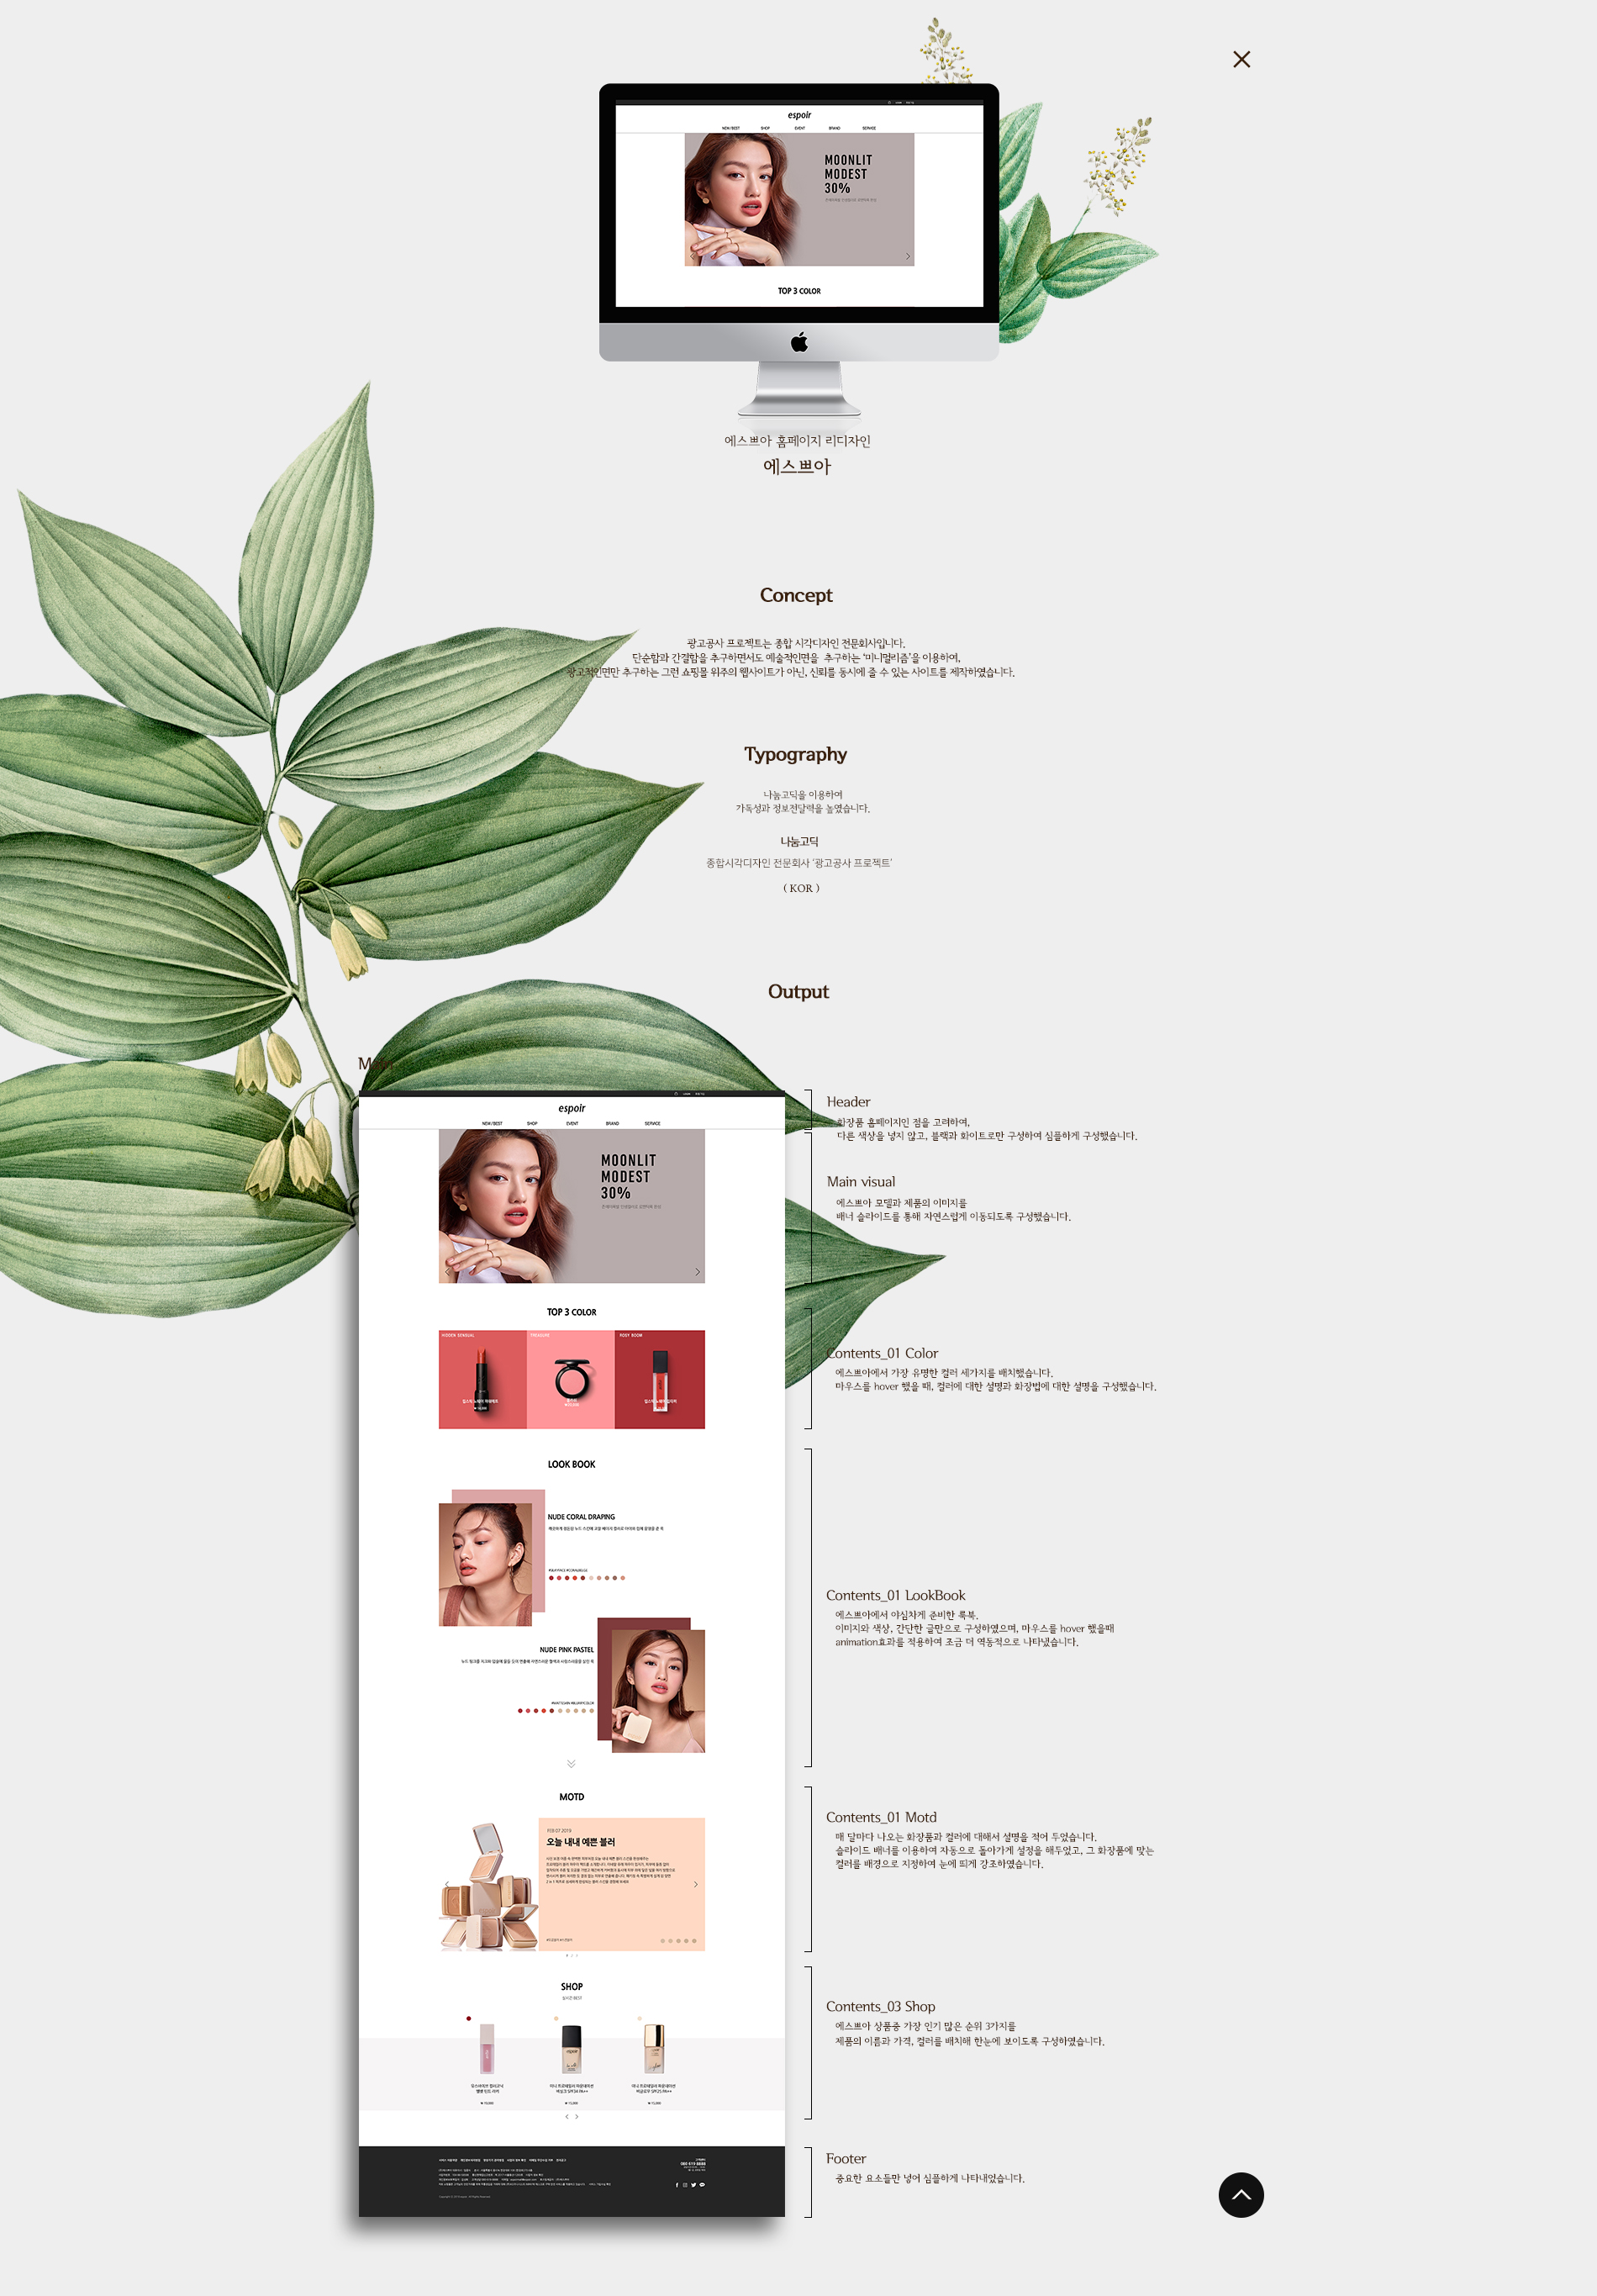 espoir
NEW/BEST SHOP EVENT BRAND SERVICE
MOONLIT
MODEST
30%
TOP 3 COLOR
에스쁘아 홈페이지 리디자인
에스쁘아
Concept
광고공사 프로젝트는 종합 시각디자인 전문회사입니다.
단순함과 간결함을 추구하면서도 예술적인면을 추구하는 '미니멀리즘'을 이용하여,
광고적인면만 추구하는 그런 쇼핑몰 위주의 웹사이트가 아닌, 신뢰를 동시에 줄 수 있는 사이트를 제작하였습니다.
Typography
나눔고딕을 이용하여
가독성과 정보전달력을 높였습니다.
나눔고딕
종합시각디자인 전문회사 '광고공사 프로젝트'
( KOR )
Output
Main
espoir
NEW/BEST SHOP EVENT BRAND SERVICE
MOONLIT
MODEST
30%
Header
화장품 홈페이지인 점을 고려하여,
다른 색상을 넣지 않고, 블랙과 화이트로만 구성하여 심플하게 구성했습니다.
Main visual
에스쁘아 모델과 제품의 이미지를
배너 슬라이드를 통해 자연스럽게 이동되도록 구성했습니다.
TOP 3 COLOR
HIDDEN SENSUAL TREASURE ROSY BOOM
Contents_01 Color
에스쁘아에서 가장 유명한 컬러 세가지를 배치했습니다.
마우스를 hover 했을 때, 컬러에 대한 설명과 화장법에 대한 설명을 구성했습니다.
LOOK BOOK
NUDE CORAL DRAPING
NUDE PINK PASTEL
Contents_01 LookBook
에스쁘아에서 야심차게 준비한 룩북.
이미지와 색상, 간단한 글만으로 구성하였으며, 마우스를 hover 했을때
animation효과를 적용하여 조금 더 역동적으로 나타냈습니다.
MOTD
FEB 07 2019
오늘 내내 예쁜 블러
Contents_01 Motd
매 달마다 나오는 화장품과 컬러에 대해서 설명을 적어 두었습니다.
슬라이드 배너를 이용하여 자동으로 돌아가게 설정을 해두었고, 그 화장품에 맞는
컬러를 배경으로 지정하여 눈에 띄게 강조하였습니다.
SHOP
espoir
Contents_03 Shop
에스쁘아 상품중 가장 인기 많은 순위 3가지를
제품의 이름과 가격, 컬러를 배치해 한눈에 보이도록 구성하였습니다.
Footer
중요한 요소들만 넣어 심플하게 나타내었습니다.